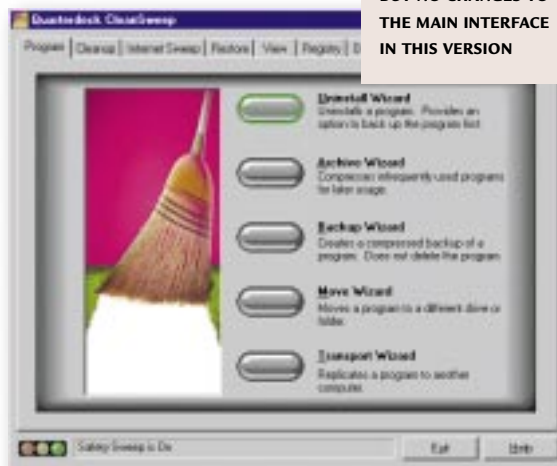 BUT NO CHANGES TO
THE MAIN INTERFACE
IN THIS VERSION
Quarterdeck CleanSweep
Program Cleanup Internet Sweep Restore View Registry
Uninstall Wizard
Uninstalls a program. Provides an
option to back up the program first.
Archive Wizard
Compresses infrequently used programs
for later usage.
Backup Wizard
Creates a compressed backup of a
program. Does not delete the program.
Move Wizard
Moves a program to a different drive or
folder.
Transport Wizard
Replicates a program to another
computer.
Safety Sweep is On
Exit Help